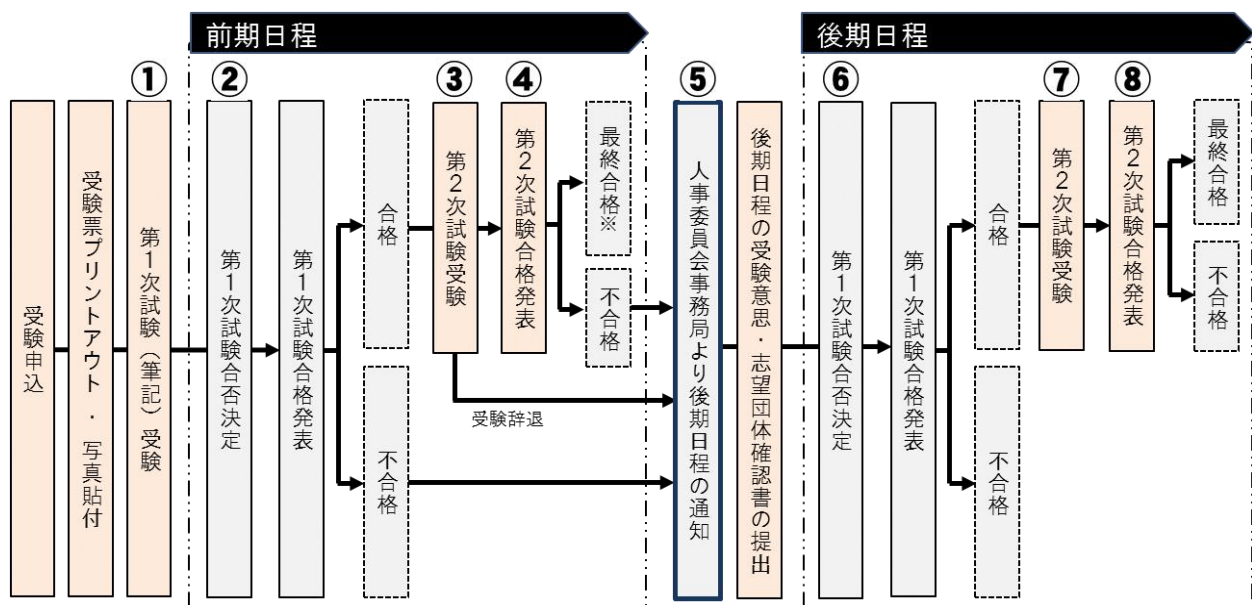 前期日程
後期日程
①
②
③
④
⑤
⑥
⑦
⑧
受験申込
受験票プリントアウト・写真貼付
第1次試験(筆記)受験
第1次試験合否決定
第1次試験合格発表
合格
不合格
第2次試験受験
受験辞退
第2次試験合格発表
最終合格※
不合格
人事委員会事務局より後期日程の通知
後期日程の受験意思・志望団体確認書の提出
第1次試験合否決定
第1次試験合格発表
合格
不合格
第2次試験受験
第2次試験合格発表
最終合格
不合格